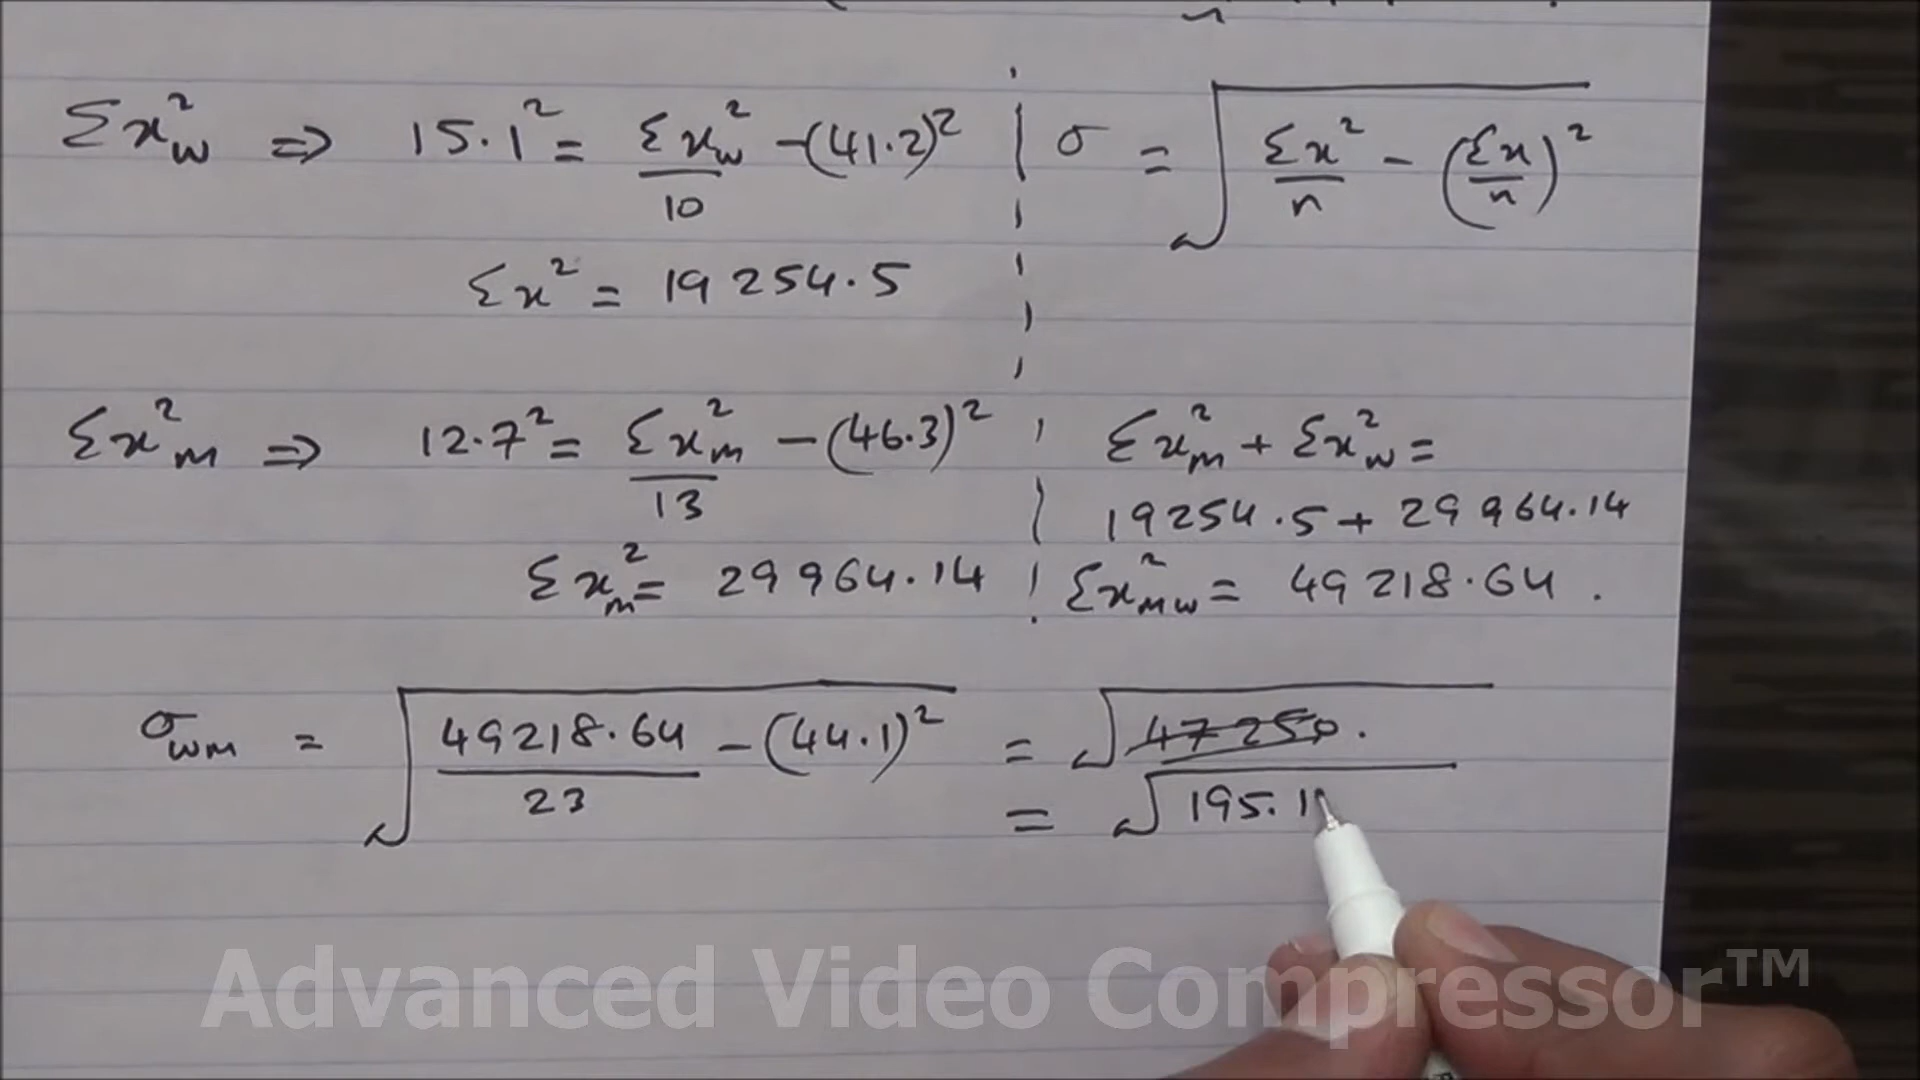 Σx²w ⇒ 15.1² = Σx²w/10 - (41.2)²
Σx² = 19254.5
σ = √(Σx²/n - (Σx/n)²)
Σx²m ⇒ 12.7² = Σx²m/13 - (46.3)²
Σx²m = 29964.14
Σx²m + Σx²w =
19254.5 + 29964.14
Σx²mw = 49218.64.
σwm = √(49218.64/23 - (44.1)²) = √47250.
= √195.1
Advanced Video Compressor™